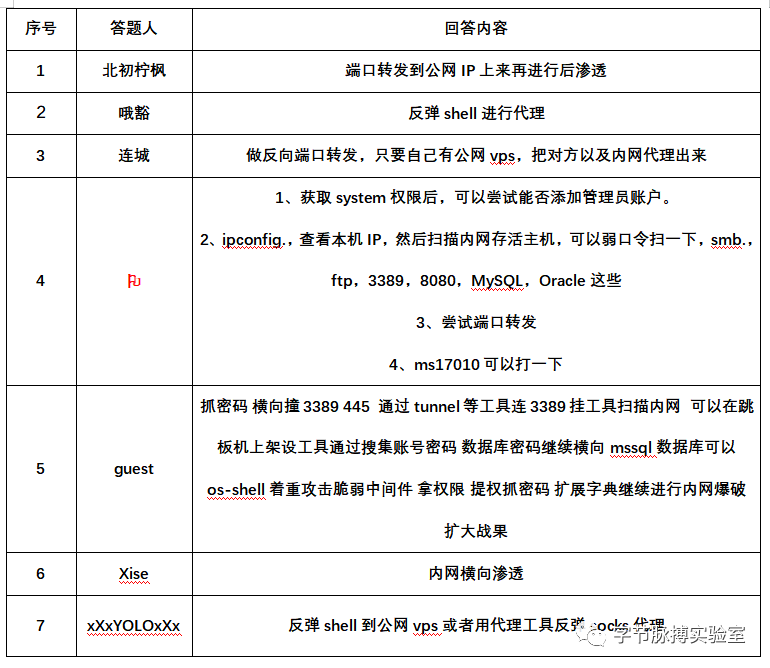 序号 答题人 回答内容
1 北初柠枫 端口转发到公网 IP 上来再进行后渗透
2 哦豁 反弹 shell 进行代理
3 连城 做反向端口转发，只要自己有公网 vps，把对方以及内网代理出来
1、获取 system 权限后，可以尝试能否添加管理员账户。
2、ipconfig.，查看本机 IP，然后扫描内网存活主机，可以弱口令扫一下，smb.，
4 ftp，3389，8080，MySQL，Oracle 这些
3、尝试端口转发
4、ms17010 可以打一下
抓密码 横向撞 3389 445 通过 tunnel 等工具连 3389 挂工具扫描内网 可以在跳
板机上架设工具通过搜集账号密码 数据库密码继续横向 mssql 数据库可以
5 guest os-shell 着重攻击脆弱中间件 拿权限 提权抓密码 扩展字典继续进行内网爆破
扩大战果
6 Xise 内网横向渗透
7 xXxYOLOxXx 反弹 shell 到公网 vps 或者用代理工具反弹 socks 代理
字节脉搏实验室